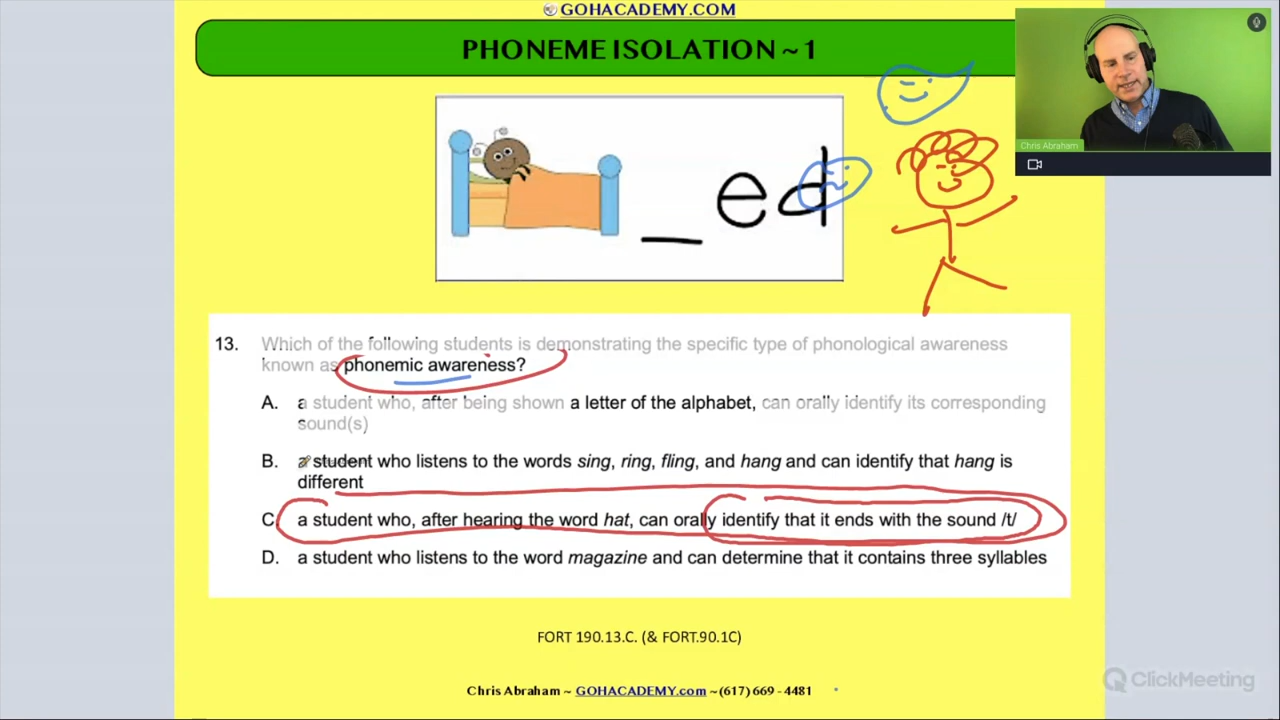 GOHACADEMY.COM
PHONEME ISOLATION ~ 1
Chris Abraham
_ ed
13. Which of the following students is demonstrating the specific type of phonological awareness
known as phonemic awareness?
A. a student who, after being shown a letter of the alphabet, can orally identify its corresponding
sound(s)
B. a student who listens to the words sing, ring, fling, and hang and can identify that hang is
different
C. a student who, after hearing the word hat, can orally identify that it ends with the sound /t/
D. a student who listens to the word magazine and can determine that it contains three syllables
FORT 190.13.C. (& FORT.90.1C)
Chris Abraham ~ GOHACADEMY.com ~(617) 669 - 4481
ClickMeeting